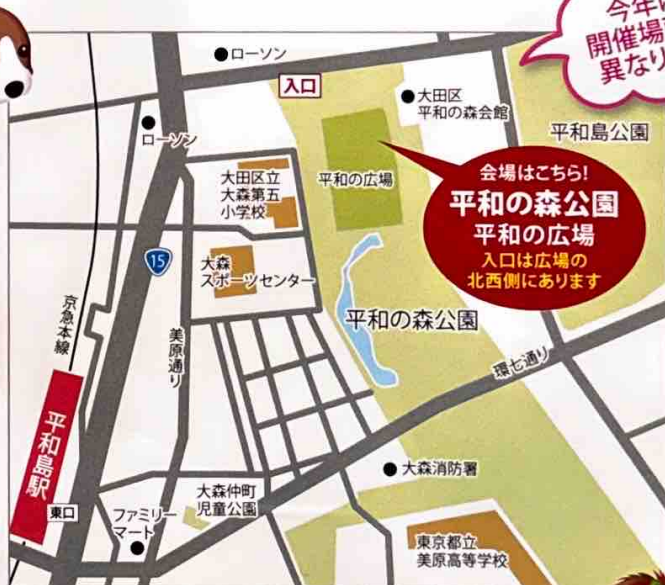 今年は
開催場
異なり
ローソン
入口
大田区
平和の森会館
平和島公園
ローソン
大田区立
大森第五
小学校
平和の広場
会場はこちら!
平和の森公園
平和の広場
入口は広場の
北西側にあります
15
大森
スポーツセンター
京急本線
美原通り
平和の森公園
環七通り
平和島駅
東口
大森消防署
大森仲町
児童公園
ファミリー
マート
東京都立
美原高等学校